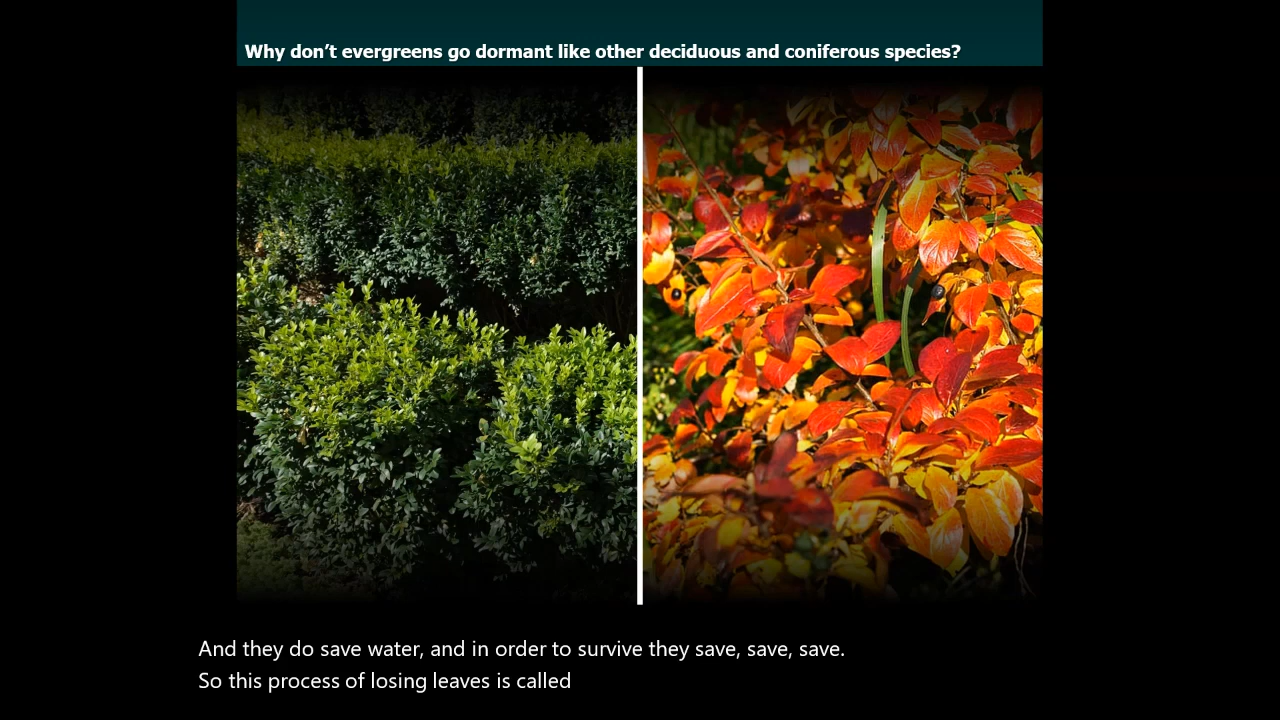 Why don’t evergreens go dormant like other deciduous and coniferous species?
And they do save water, and in order to survive they save, save, save.
So this process of losing leaves is called